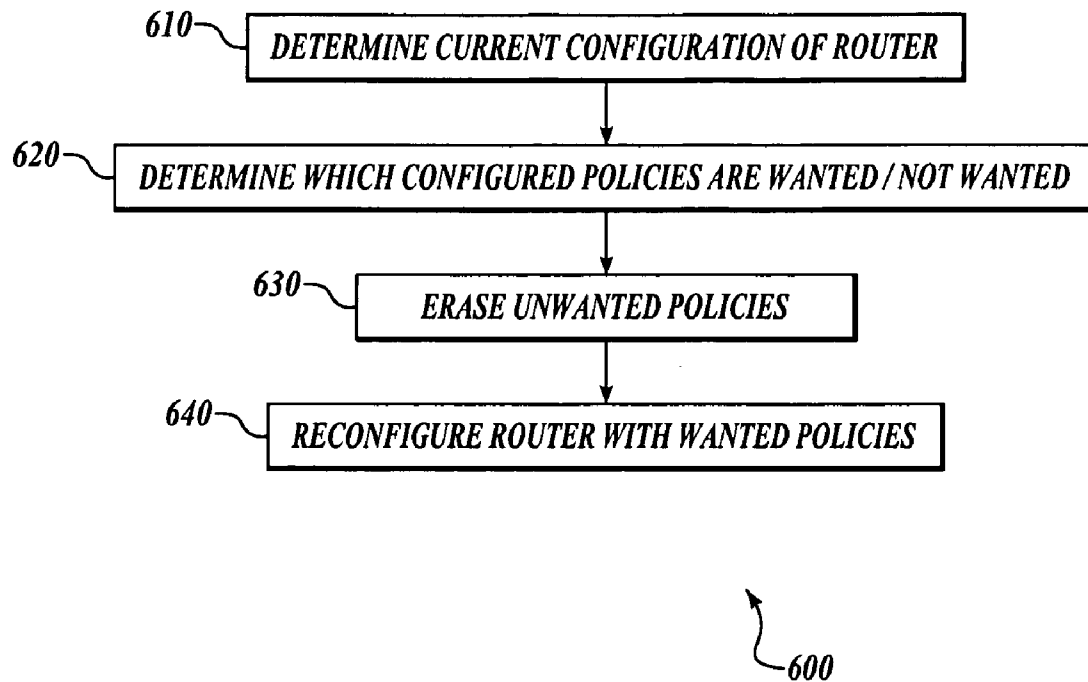 610
DETERMINE CURRENT CONFIGURATION OF ROUTER
620
DETERMINE WHICH CONFIGURED POLICIES ARE WANTED / NOT WANTED
630
ERASE UNWANTED POLICIES
640
RECONFIGURE ROUTER WITH WANTED POLICIES
600